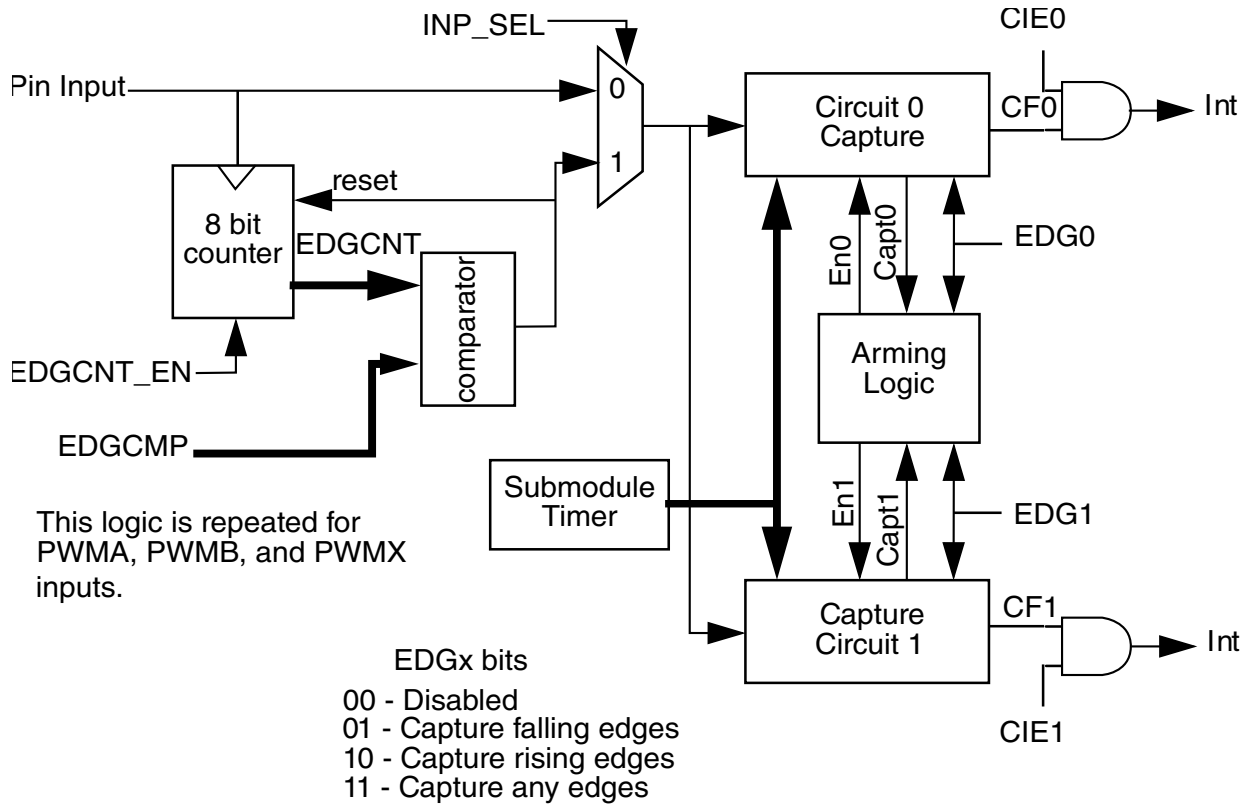 INP_SEL
CIE0
Pin Input
0
1
Circuit 0
Capture
CF0
Int
reset
8 bit
counter
EDGCNT
comparator
En0
Capt0
EDG0
EDGCNT_EN
Arming
Logic
EDGCMP
Submodule
Timer
En1
Capt1
EDG1
This logic is repeated for
PWMA, PWMB, and PWMX
inputs.
Capture
Circuit 1
CF1
Int
CIE1
EDGx bits
00 - Disabled
01 - Capture falling edges
10 - Capture rising edges
11 - Capture any edges